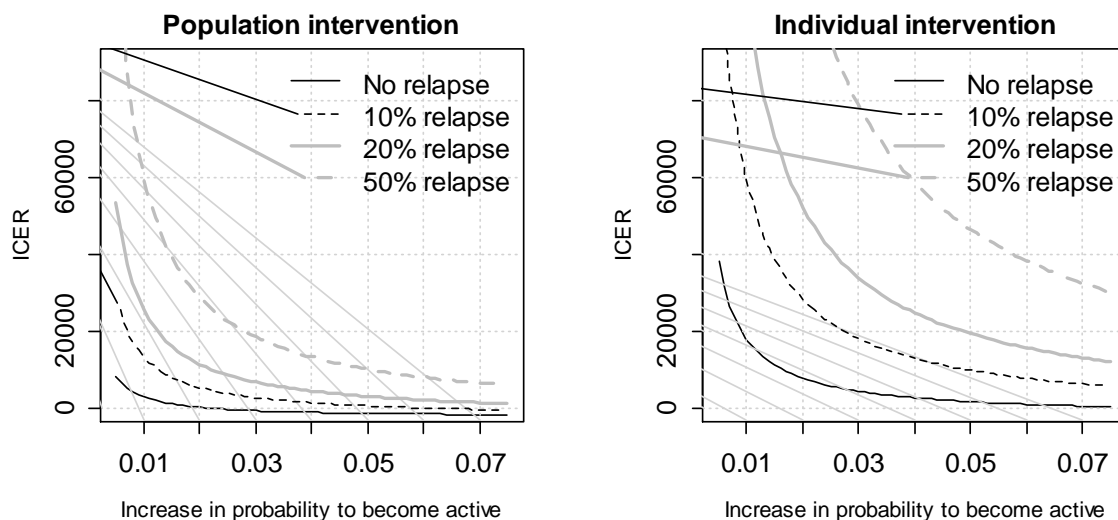 Population intervention
No relapse
10% relapse
20% relapse
50% relapse
ICER
0
20000
60000
0.01
0.03
0.05
0.07
Increase in probability to become active
Individual intervention
No relapse
10% relapse
20% relapse
50% relapse
ICER
0
20000
60000
0.01
0.03
0.05
0.07
Increase in probability to become active